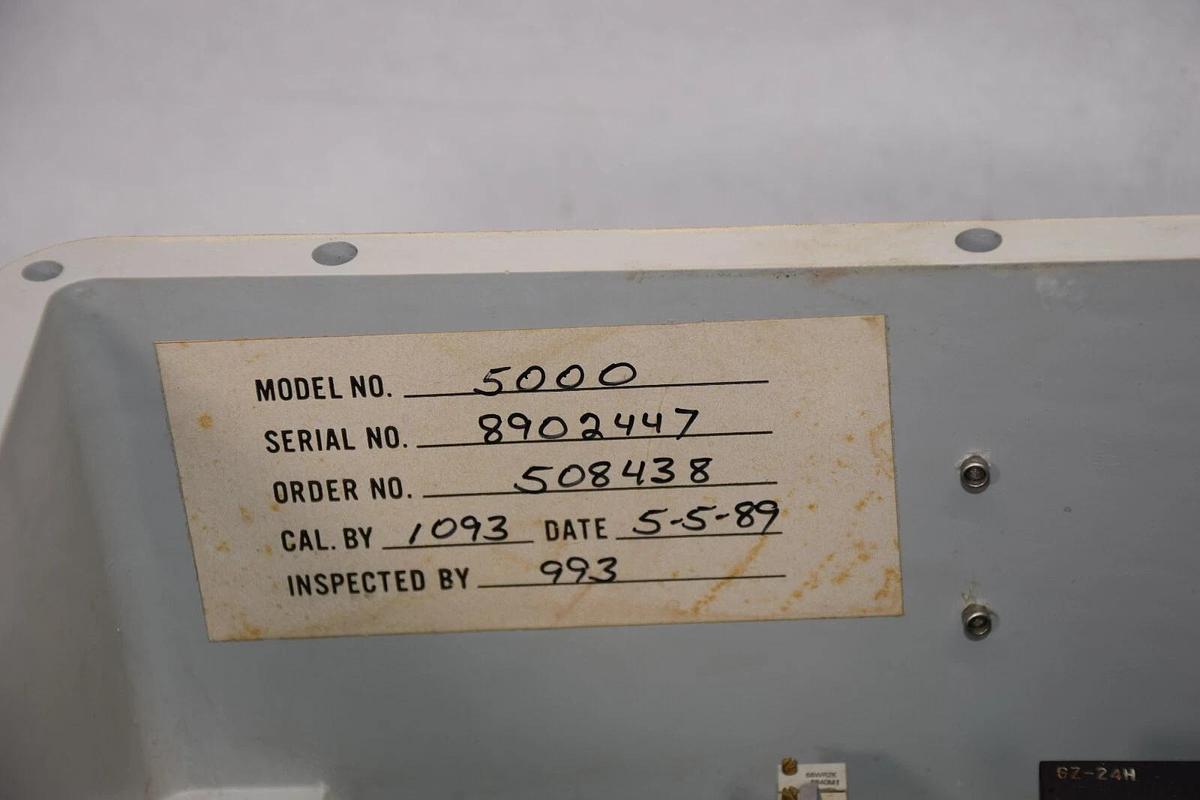 MODEL NO. 5000
SERIAL NO. 8902447
ORDER NO. 508438
CAL. BY 1093 DATE 5-5-89
INSPECTED BY 993
GZ-24H